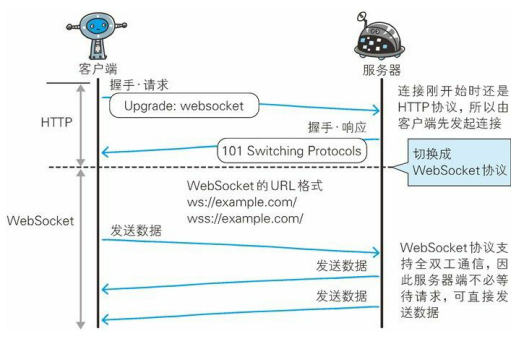 客户端
服务器
握手·请求
Upgrade: websocket
连接刚开始时还是
HTTP协议，所以由
客户端先发起连接
HTTP
握手·响应
101 Switching Protocols
切换成
WebSocket协议
WebSocket的URL格式
ws://example.com/
wss://example.com/
WebSocket
发送数据
WebSocket协议支
持全双工通信，因
此服务器端不必等
待请求，可直接发
送数据
发送数据
发送数据